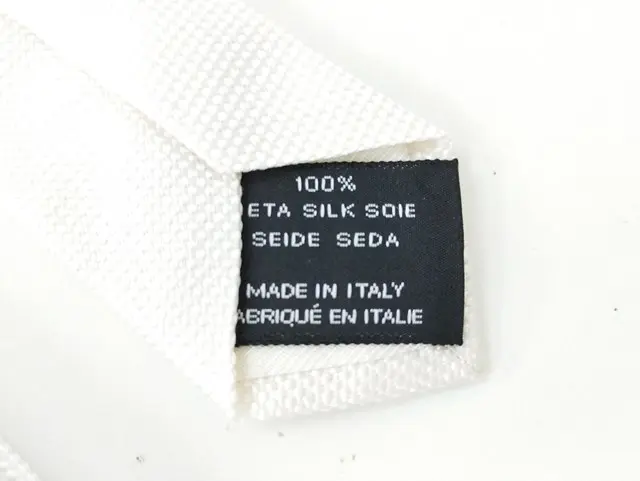 100%
ETA SILK SOIE
SEIDE SEDA
MADE IN ITALY
ABRIQUÉ EN ITALIE